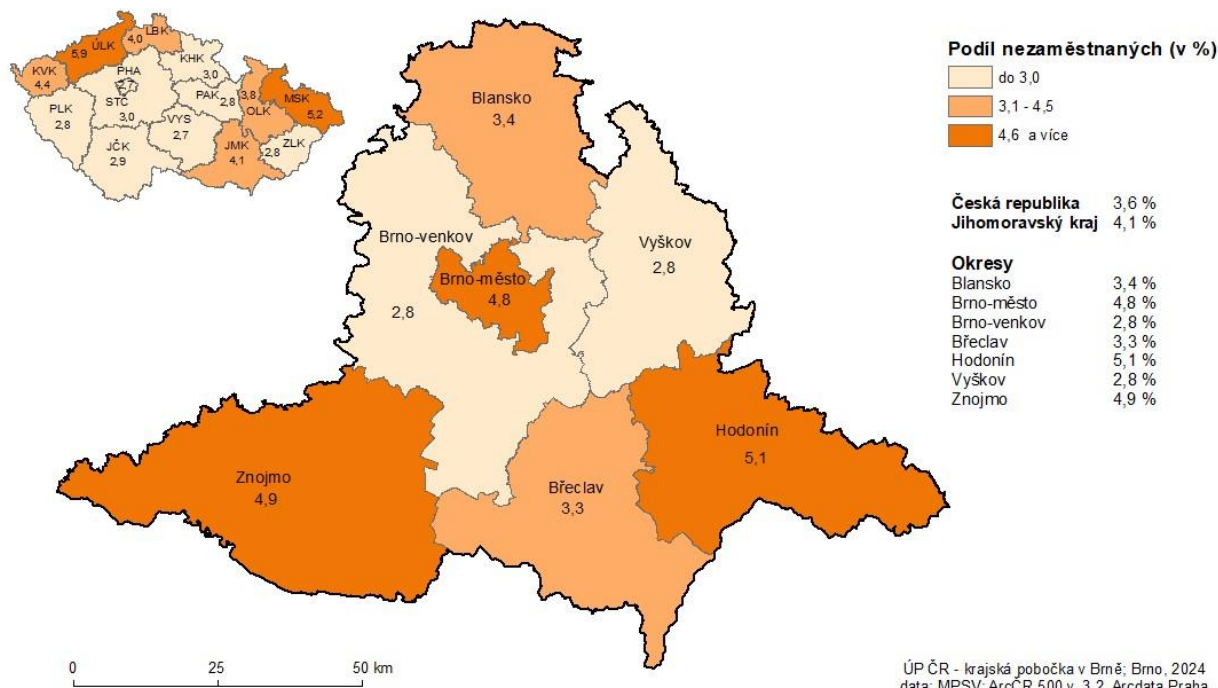 ÚLK
5,9
LBK
4,0
KVK
4,4
KHK
3,0
PHA
2,7
STČ
3,0
PLK
2,8
PAK
2,8
3,8
OLK
MSK
5,2
VYS
2,7
JČK
2,9
JMK
4,1
ZLK
2,8
Blansko
3,4
Brno-venkov
2,8
Brno-město
4,8
Vyškov
2,8
Znojmo
4,9
Břeclav
3,3
Hodonín
5,1
0 25 50 km
Podíl nezaměstnaných (v %)
do 3,0
3,1 - 4,5
4,6 a více
Česká republika 3,6 %
Jihomoravský kraj 4,1 %
Okresy
Blansko 3,4 %
Brno-město 4,8 %
Brno-venkov 2,8 %
Břeclav 3,3 %
Hodonín 5,1 %
Vyškov 2,8 %
Znojmo 4,9 %
ÚP ČR - krajská pobočka v Brně; Brno, 2024
data: MPSV; ArcČR 500 v. 3.2, Arcdata Praha